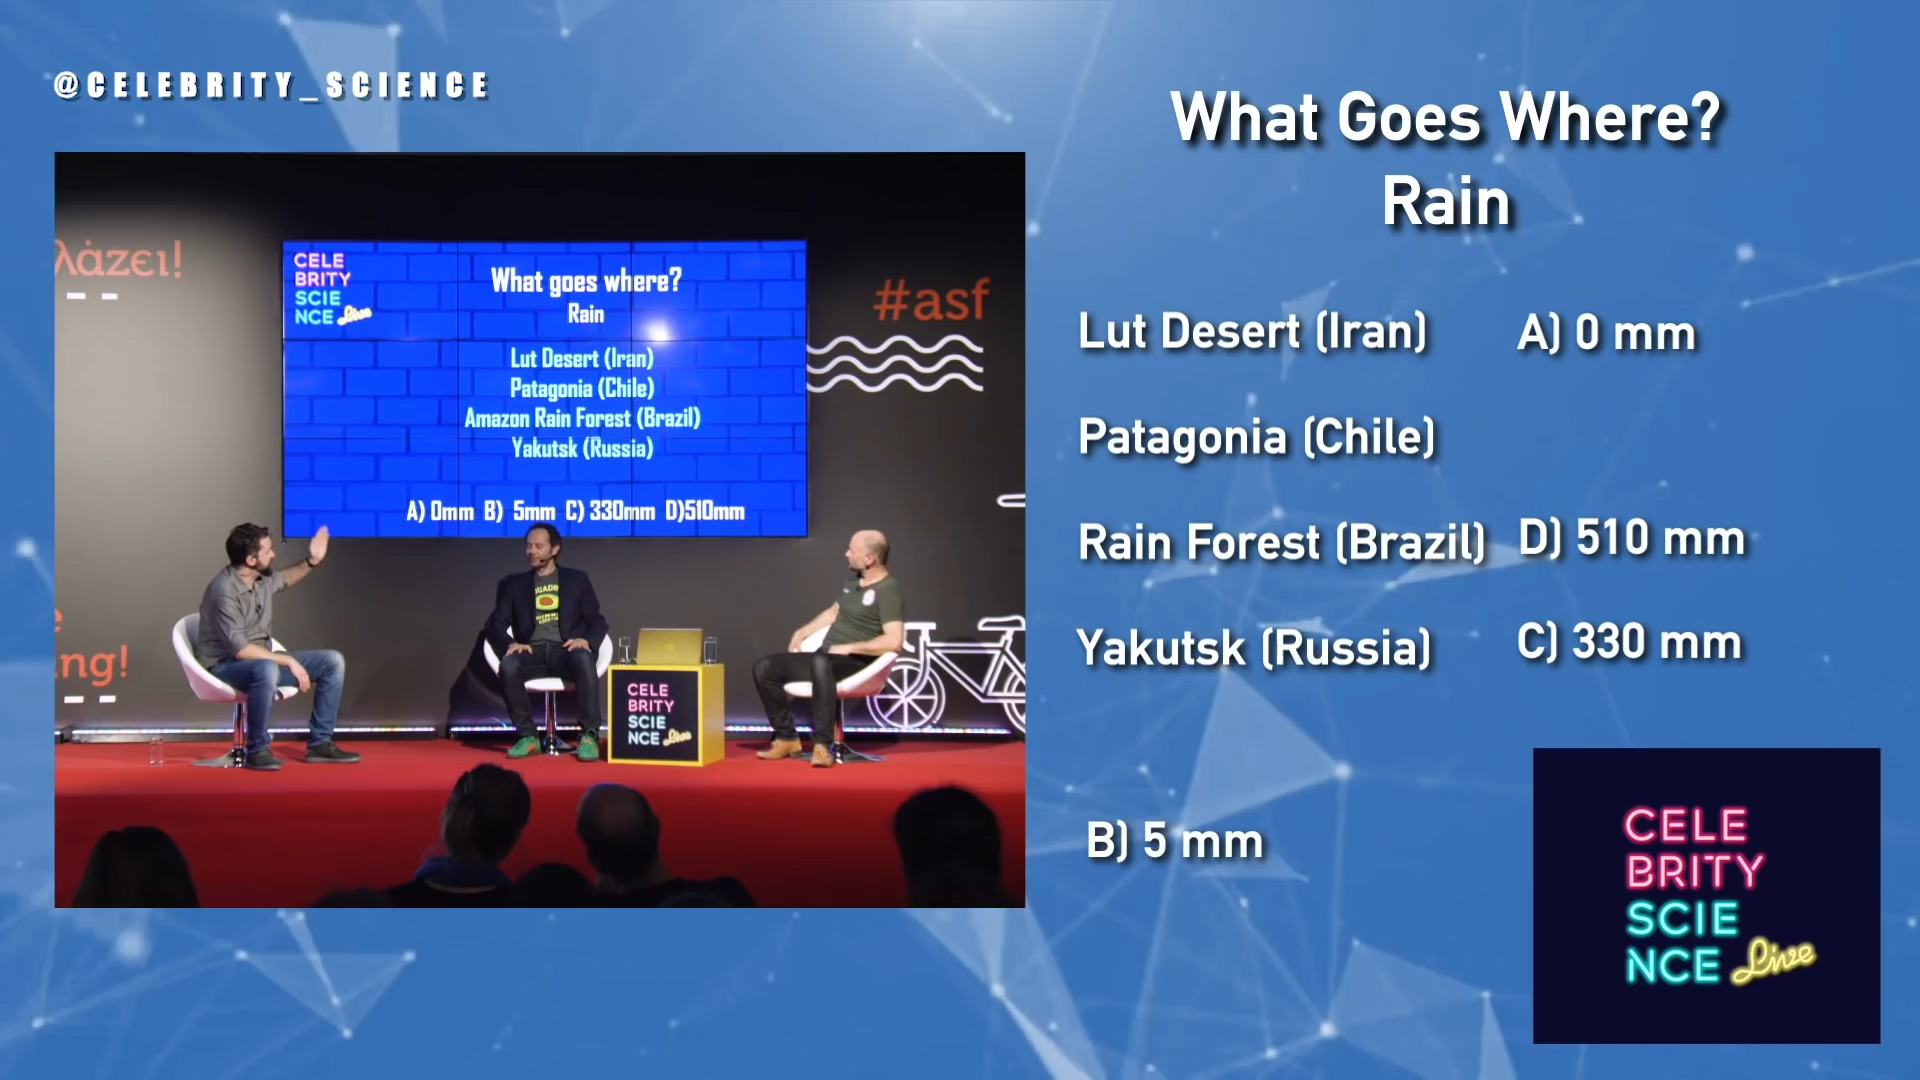 @CELEBRITY_SCIENCE
What Goes Where?
Rain
Lut Desert (Iran)
A) 0 mm
Patagonia (Chile)
Rain Forest (Brazil)
D) 510 mm
Yakutsk (Russia)
C) 330 mm
B) 5 mm
CELE
BRITY
SCIE
NCE Live
λάζει!
CELE
BRITY
SCIE
NCE Live
What goes where?
Rain
Lut Desert (Iran)
Patagonia (Chile)
Amazon Rain Forest (Brazil)
Yakutsk (Russia)
A) 0mm B) 5mm C) 330mm D)510mm
#asf
ng!
CELE
BRITY
SCIE
NCE Live